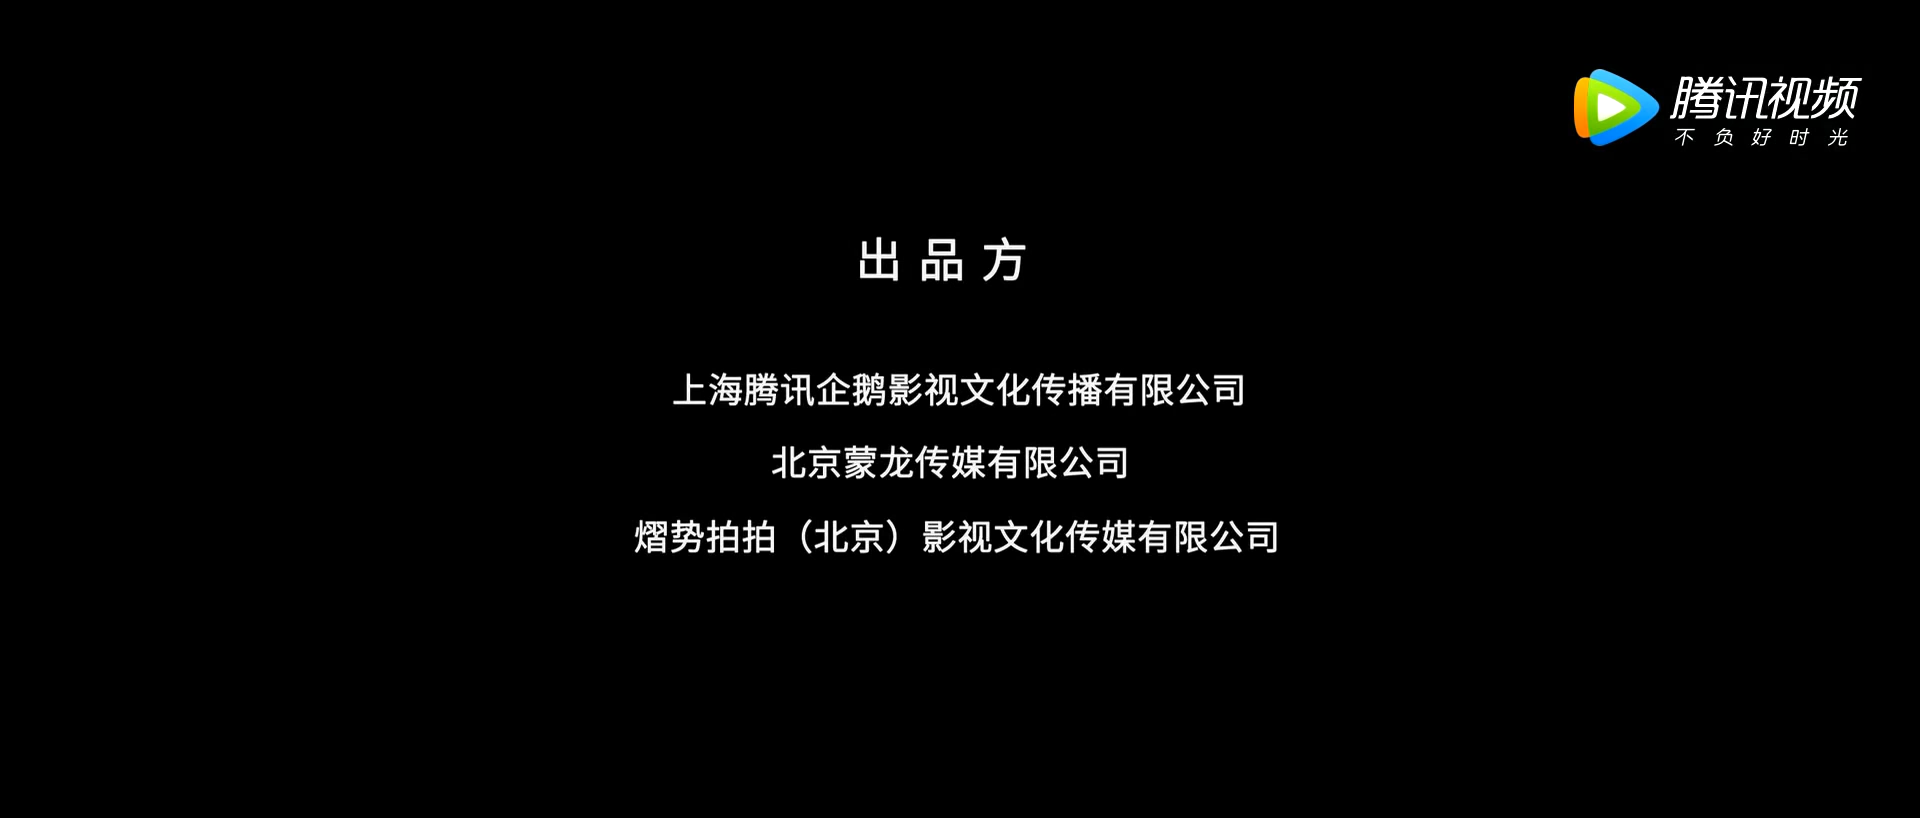 腾讯视频
不负好时光
出品方
上海腾讯企鹅影视文化传播有限公司
北京蒙龙传媒有限公司
熠势拍拍（北京）影视文化传媒有限公司